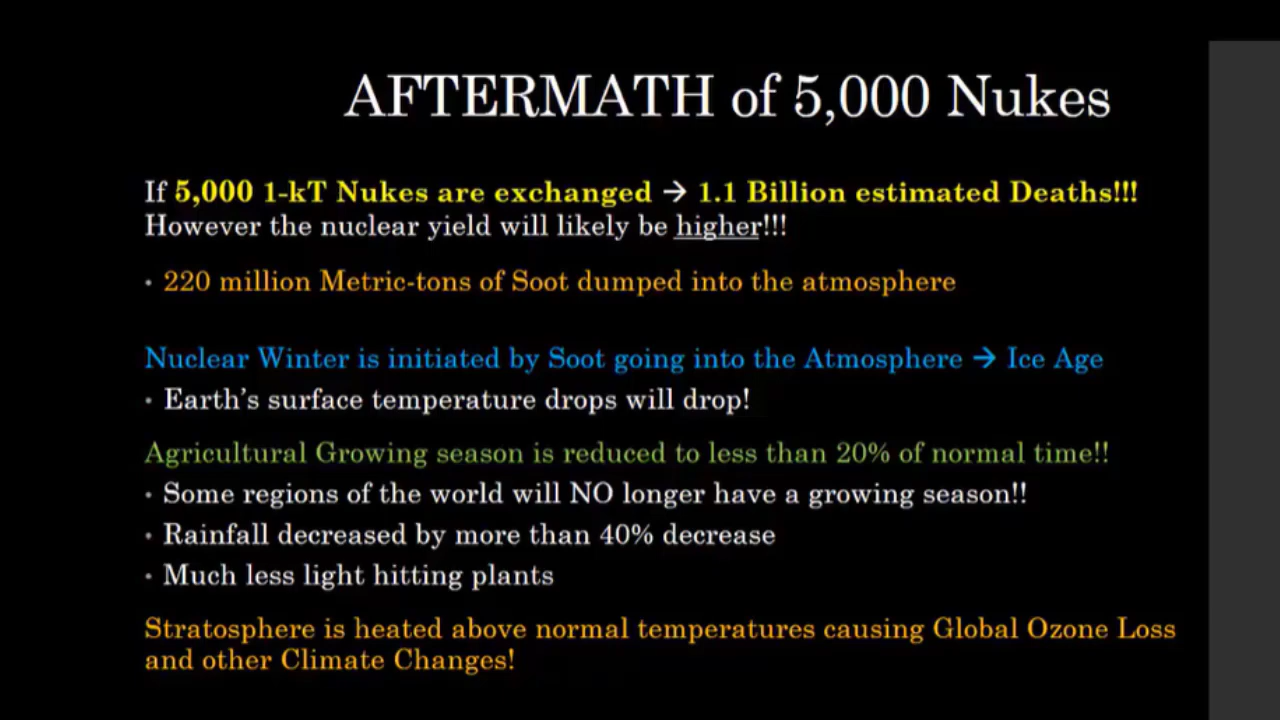 AFTERMATH of 5,000 Nukes
If 5,000 1-kT Nukes are exchanged → 1.1 Billion estimated Deaths!!!
However the nuclear yield will likely be higher!!!
• 220 million Metric-tons of Soot dumped into the atmosphere
Nuclear Winter is initiated by Soot going into the Atmosphere → Ice Age
• Earth's surface temperature drops will drop!
Agricultural Growing season is reduced to less than 20% of normal time!!
• Some regions of the world will NO longer have a growing season!!
• Rainfall decreased by more than 40% decrease
• Much less light hitting plants
Stratosphere is heated above normal temperatures causing Global Ozone Loss
and other Climate Changes!